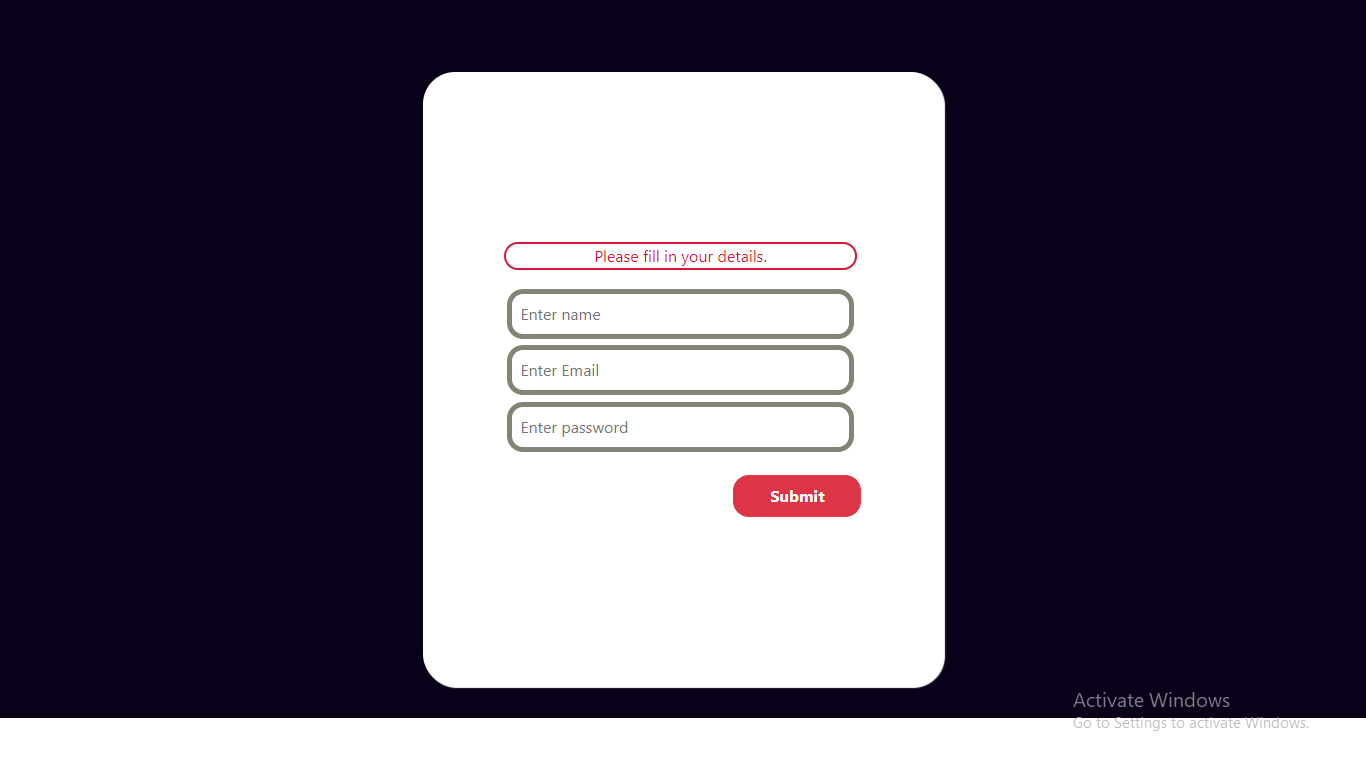 Please fill in your details.
Enter name
Enter Email
Enter password
Submit
Activate Windows
Go to Settings to activate Windows.